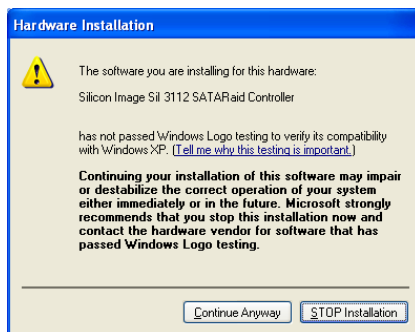 Hardware Installation
The software you are installing for this hardware:
Silicon Image SiI 3112 SATARaid Controller
has not passed Windows Logo testing to verify its compatibility
with Windows XP. (Tell me why this testing is important.)
Continuing your installation of this software may impair
or destabilize the correct operation of your system
either immediately or in the future. Microsoft strongly
recommends that you stop this installation now and
contact the hardware vendor for software that has
passed Windows Logo testing.
Continue Anyway
STOP Installation